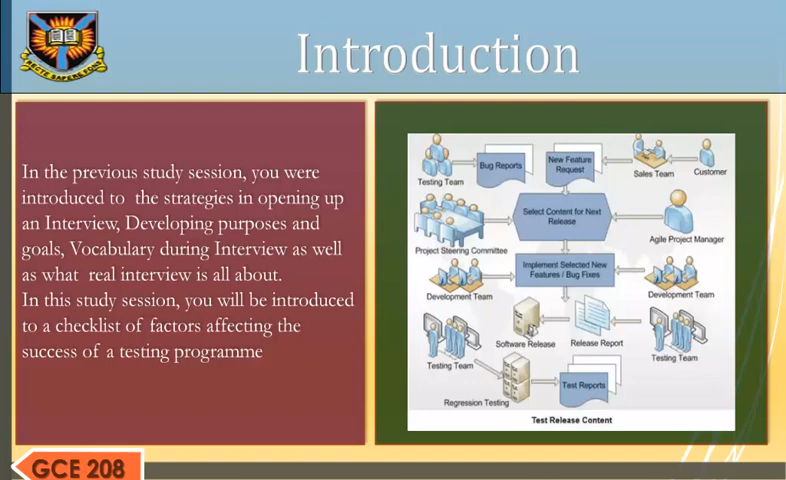 Introduction
RECTE SAPERE FONS
In the previous study session, you were
introduced to the strategies in opening up
an Interview, Developing purposes and
goals, Vocabulary during Interview as well
as what real interview is all about.
In this study session, you will be introduced
to a checklist of factors affecting the
success of a testing programme
Testing Team
Bug Reports
New Feature
Request
Sales Team
Customer
Select Content for Next
Release
Project Steering Committee
Agile Project Manager
Implement Selected New
Features / Bug Fixes
Development Team
Development Team
Software Release
Release Report
Testing Team
Testing Team
Regression Testing
Test Reports
Test Release Content
GCE 208